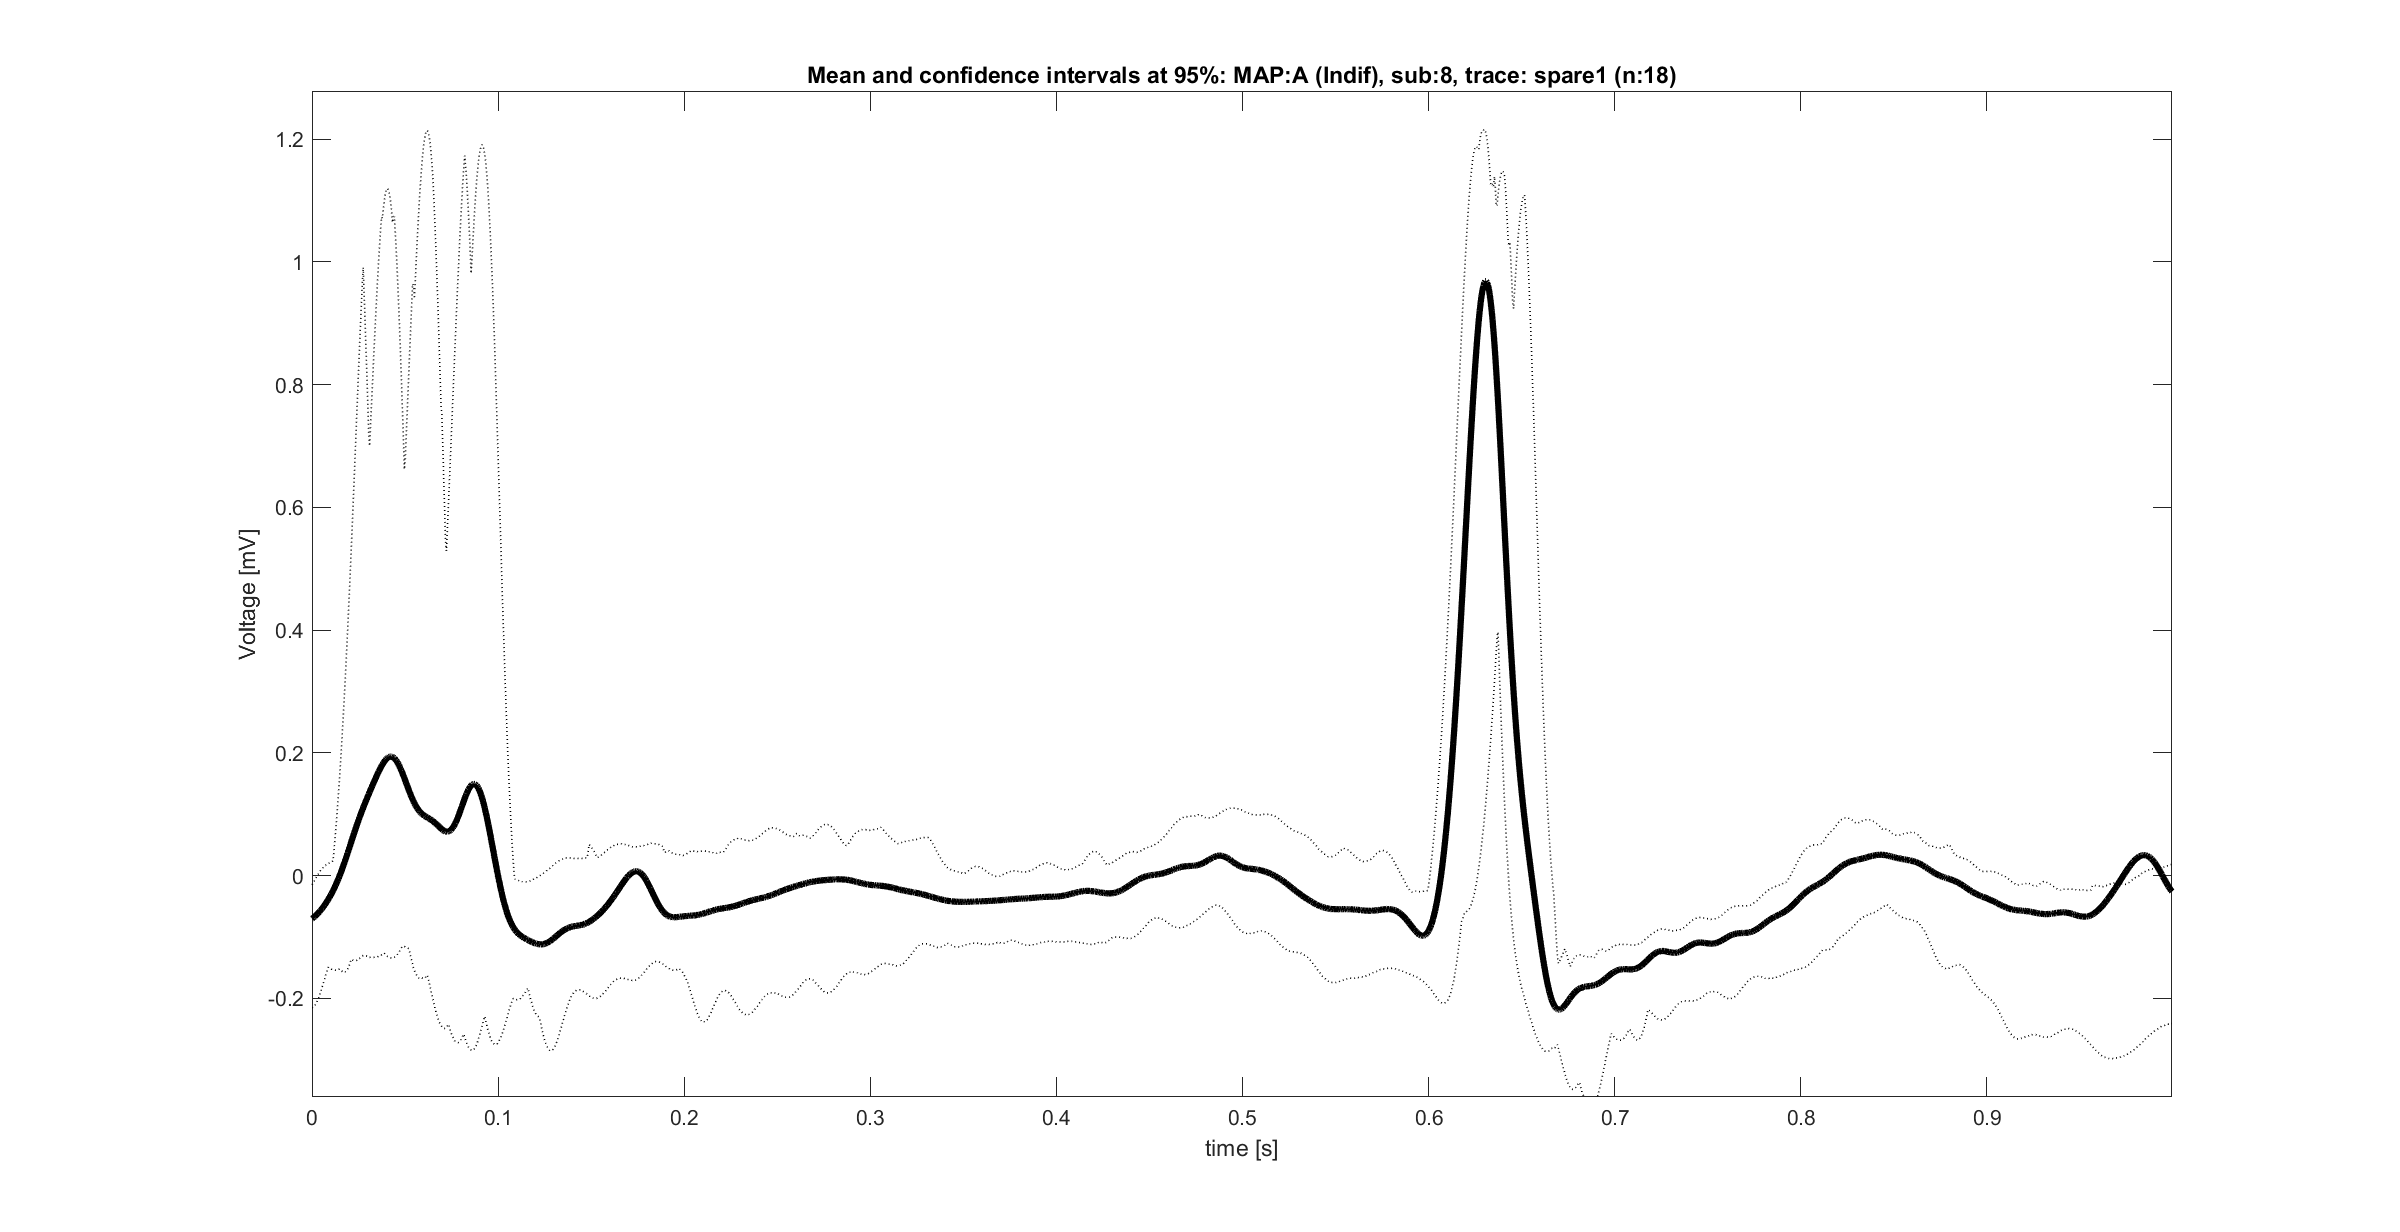 Mean and confidence intervals at 95%: MAP:A (Indif), sub:8, trace: spare1 (n:18)
1.2
1
0.8
0.6
0.4
0.2
0
-0.2
Voltage [mV]
0 0.1 0.2 0.3 0.4 0.5 0.6 0.7 0.8 0.9
time [s]